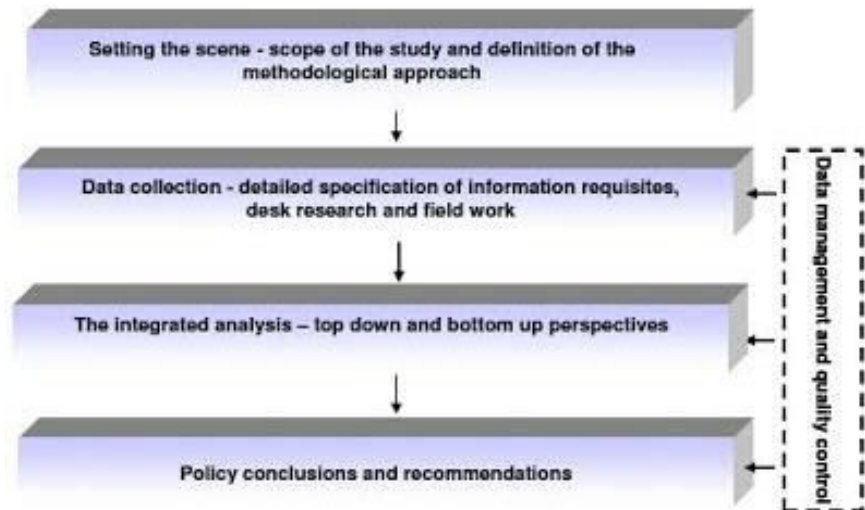 Setting the scene - scope of the study and definition of the
methodological approach
Data collection - detailed specification of information requisites,
desk research and field work
The integrated analysis – top down and bottom up perspectives
Policy conclusions and recommendations
Data management and quality control